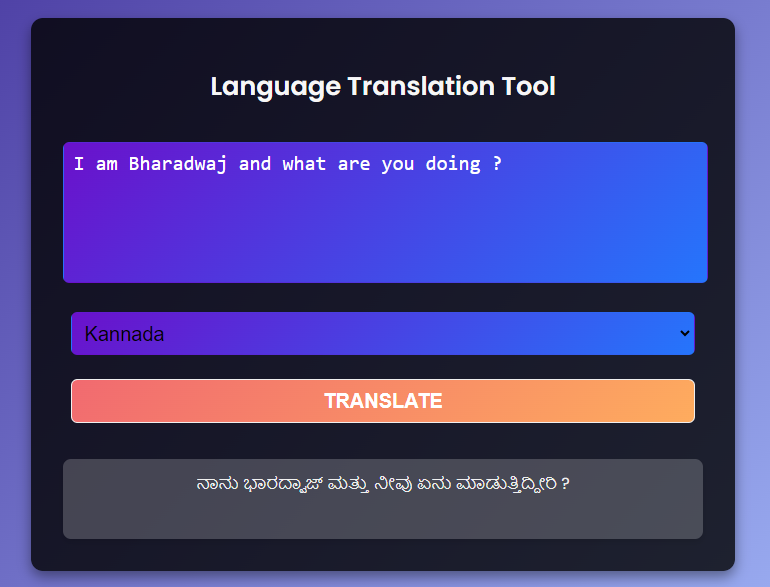 Language Translation Tool
I am Bharadwaj and what are you doing ?
Kannada
TRANSLATE
ನಾನು ಭಾರದ್ವಾಜ್ ಮತ್ತು ನೀವು ಏನು ಮಾಡುತ್ತಿದ್ದೀರಿ ?